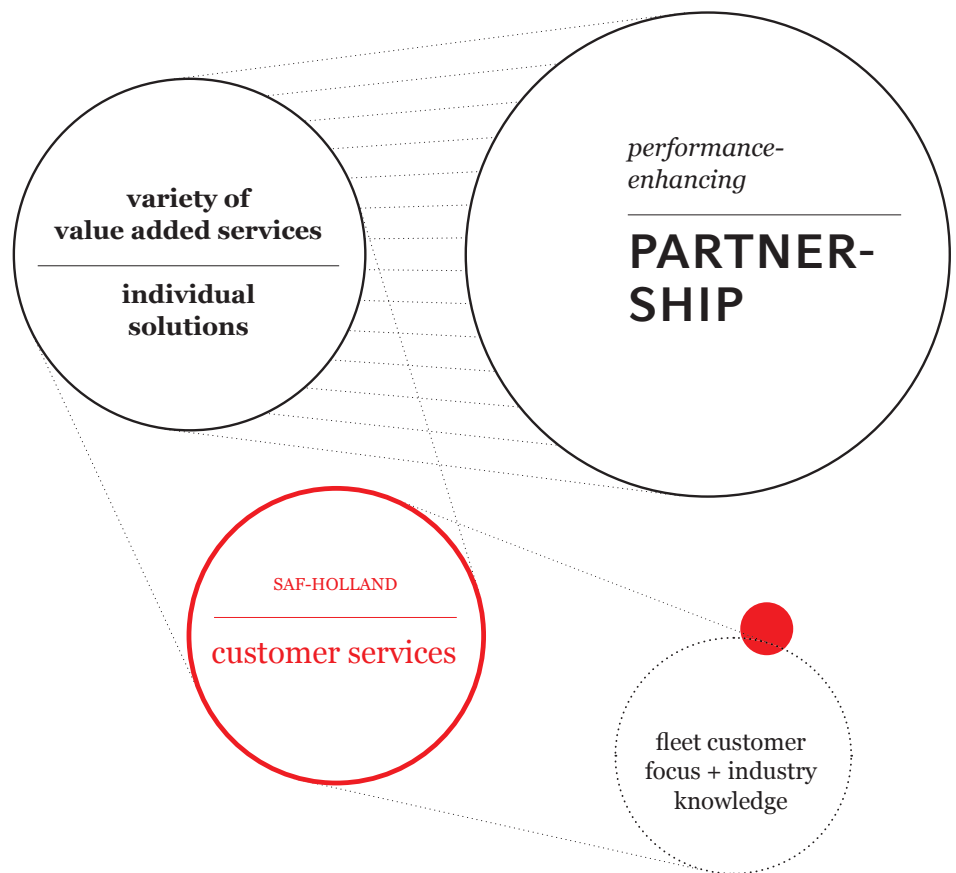 variety of
value added services
individual
solutions
performance-
enhancing
PARTNER-
SHIP
SAF-HOLLAND
customer services
fleet customer
focus + industry
knowledge